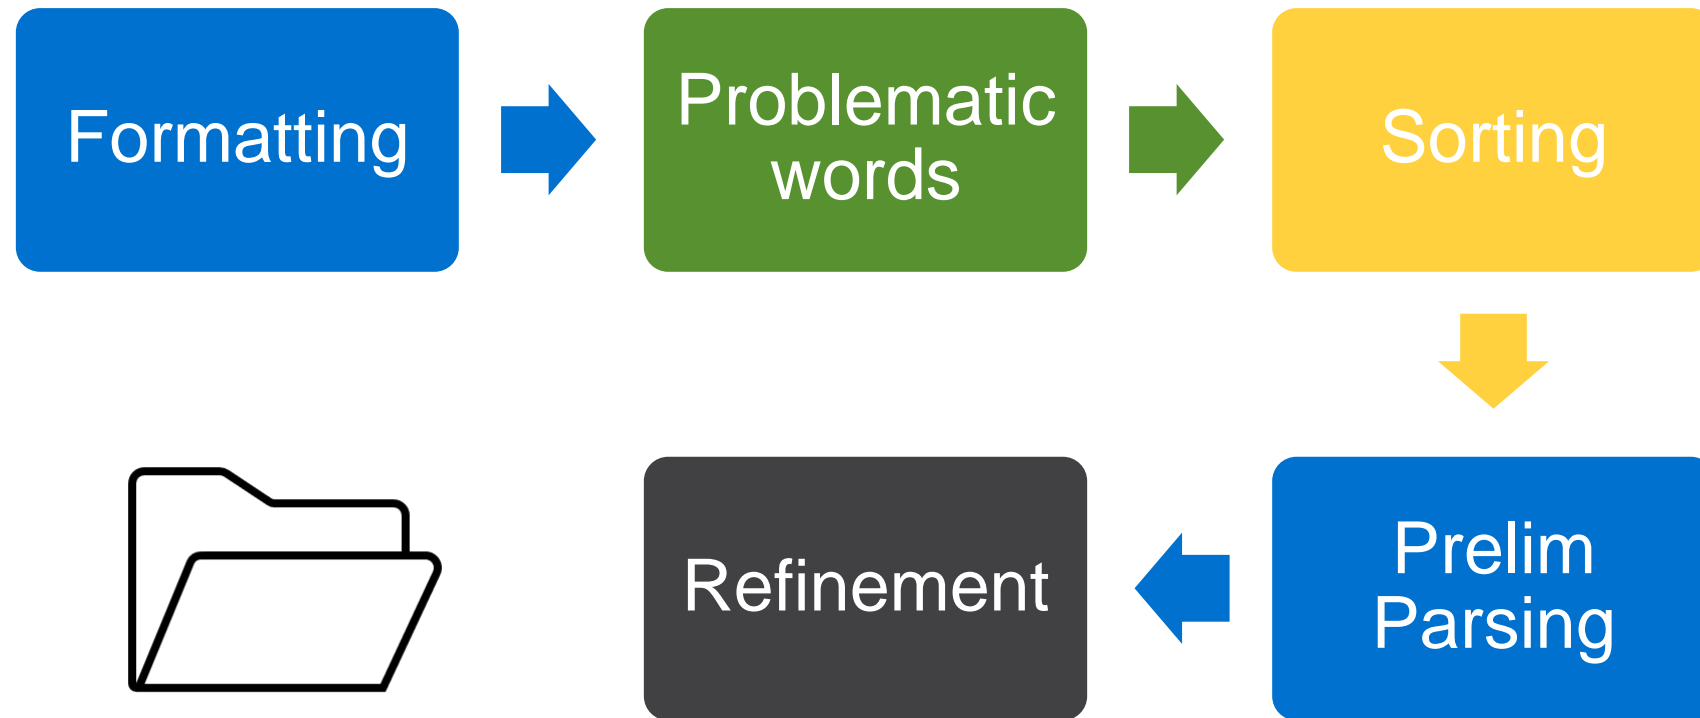 Formatting
Problematic
words
Sorting
Prelim
Parsing
Refinement